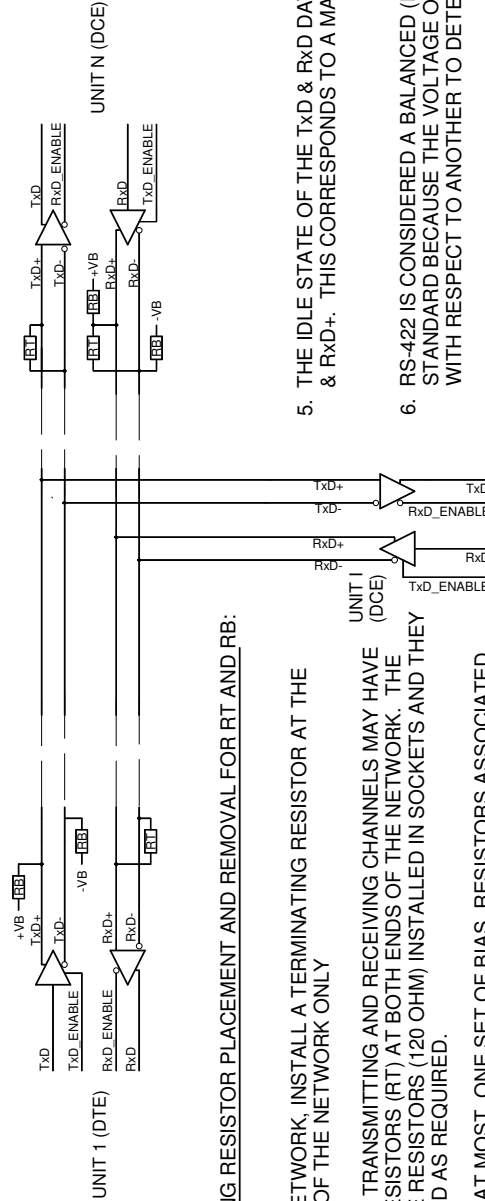 UNIT 1 (DTE)
TxD
TxD_ENABLE
RxD_ENABLE
RxD
+VB
RB
TxD+
TxD-
-VB
RB
RxD+
RxD-
RT
RT
TxD+
TxD-
TxD
RxD_ENABLE
RT
RB
+VB
RxD+
RxD-
RB
-VB
RxD
TxD_ENABLE
UNIT N (DCE)
TxD+
TxD-
RxD+
RxD-
UNIT I
(DCE)
TxD
RxD_ENABLE
RxD
TxD_ENABLE
NG RESISTOR PLACEMENT AND REMOVAL FOR RT AND RB:
ETWORK, INSTALL A TERMINATING RESISTOR AT THE
OF THE NETWORK ONLY
TRANSMITTING AND RECEIVING CHANNELS MAY HAVE
ESISTORS (RT) AT BOTH ENDS OF THE NETWORK. THE
E RESISTORS (120 OHM) INSTALLED IN SOCKETS AND THEY
D AS REQUIRED.
AT MOST, ONE SET OF BIAS RESISTORS ASSOCIATED
5. THE IDLE STATE OF THE TxD & RxD DA
& RxD+. THIS CORRESPONDS TO A MA
6. RS-422 IS CONSIDERED A BALANCED (
STANDARD BECAUSE THE VOLTAGE O
WITH RESPECT TO ANOTHER TO DETE